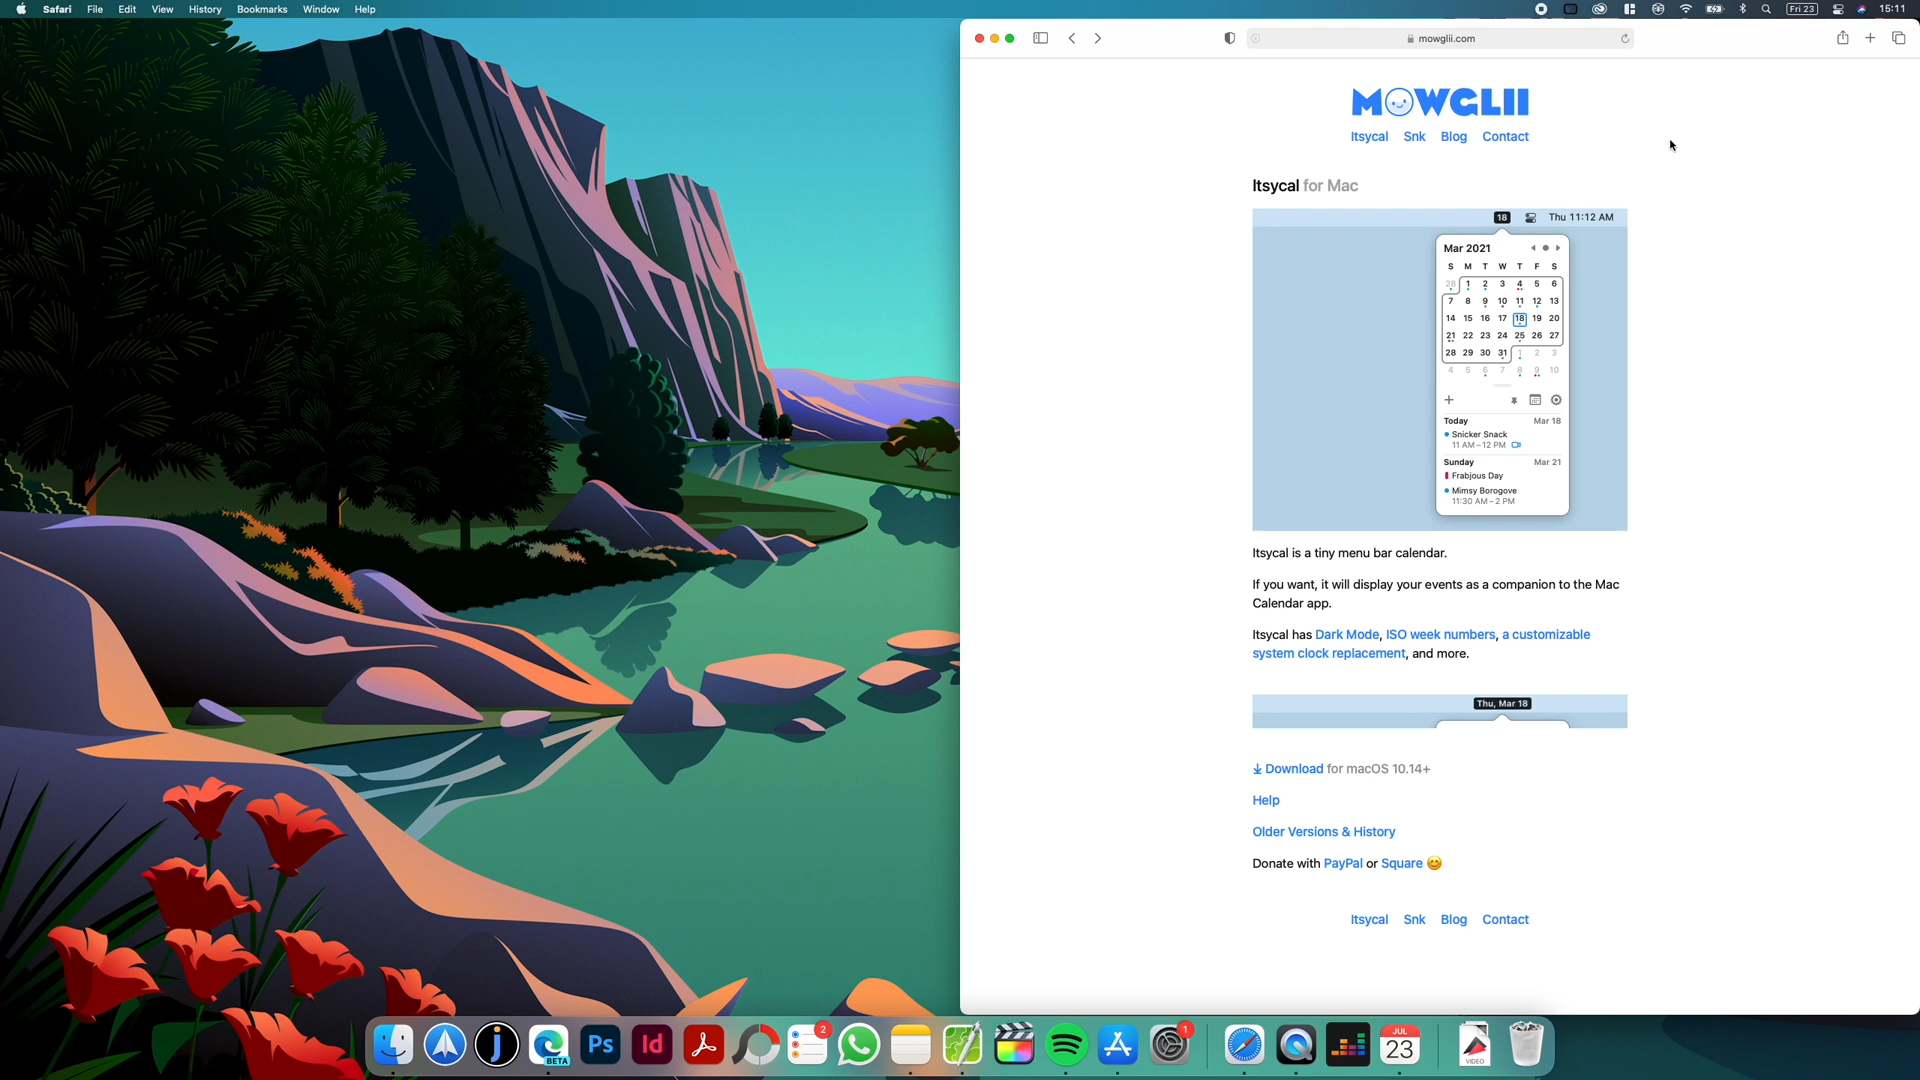 Safari File Edit View History Bookmarks Window Help
Fri 23 15:11
mowglii.com
MOWGLII
Itsycal Snk Blog Contact
Itsycal for Mac
18 Thu 11:12 AM
Mar 2021
S M T W T F S
28 1 2 3 4 5 6
7 8 9 10 11 12 13
14 15 16 17 18 19 20
21 22 23 24 25 26 27
28 29 30 31 1 2 3
4 5 6 7 8 9 10
Today Mar 18
Snicker Snack
11 AM – 12 PM
Sunday Mar 21
Frabjous Day
Mimsy Borogove
11:30 AM – 2 PM
Itsycal is a tiny menu bar calendar.
If you want, it will display your events as a companion to the Mac
Calendar app.
Itsycal has Dark Mode, ISO week numbers, a customizable
system clock replacement, and more.
Thu, Mar 18
Download for macOS 10.14+
Help
Older Versions & History
Donate with PayPal or Square 😊
Itsycal Snk Blog Contact
j
BETA
Ps
Id
2
1
JUL
23
VIDEO